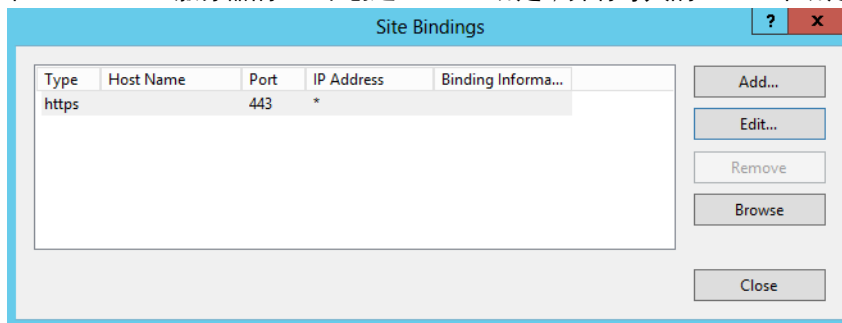 Site Bindings
?
x
Type Host Name Port IP Address Binding Informa...
https 443 *
Add...
Edit...
Remove
Browse
Close